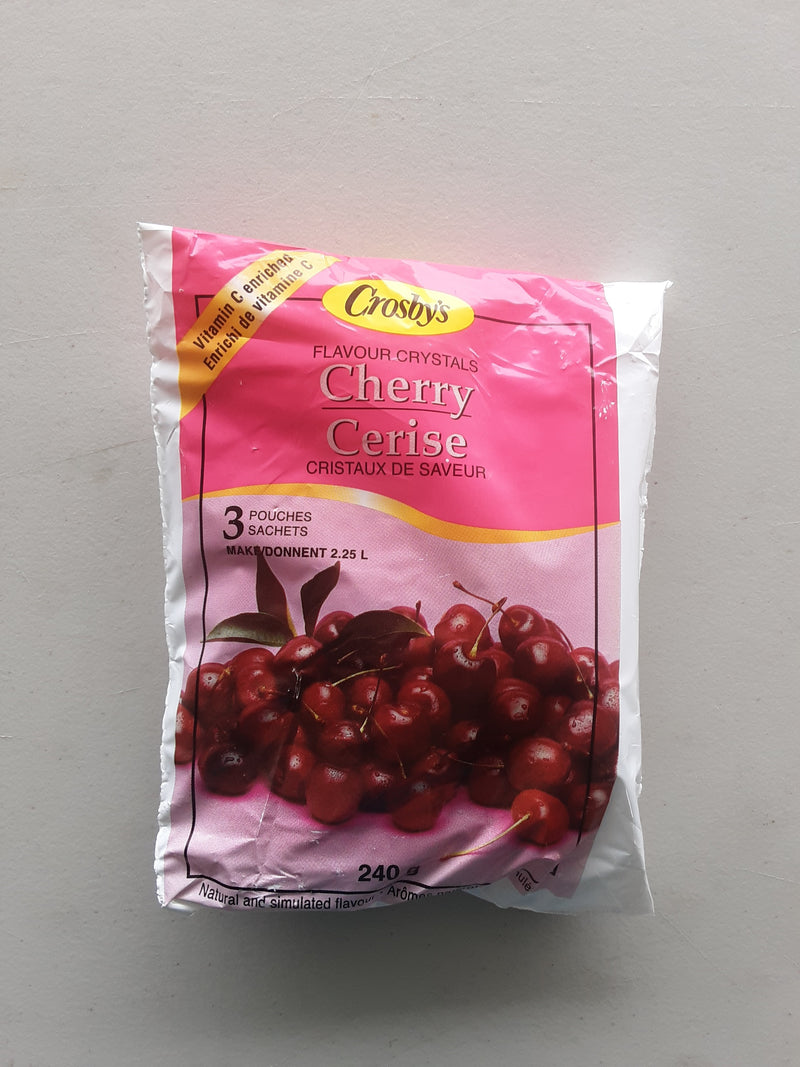 Vitamin C enriched
Enrichi de vitamine C
Crosby's
FLAVOUR CRYSTALS
Cherry
Cerise
CRISTAUX DE SAVEUR
3 POUCHES
SACHETS
MAKE/DONNENT 2.25 L
240 g
Natural and simulated flavour